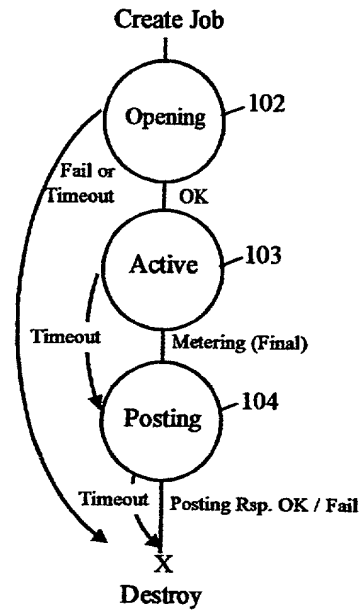 Create Job
Opening
102
Fail or
Timeout
OK
Active
103
Timeout
Metering (Final)
Posting
104
Timeout
Posting Rsp. OK / Fail
X
Destroy